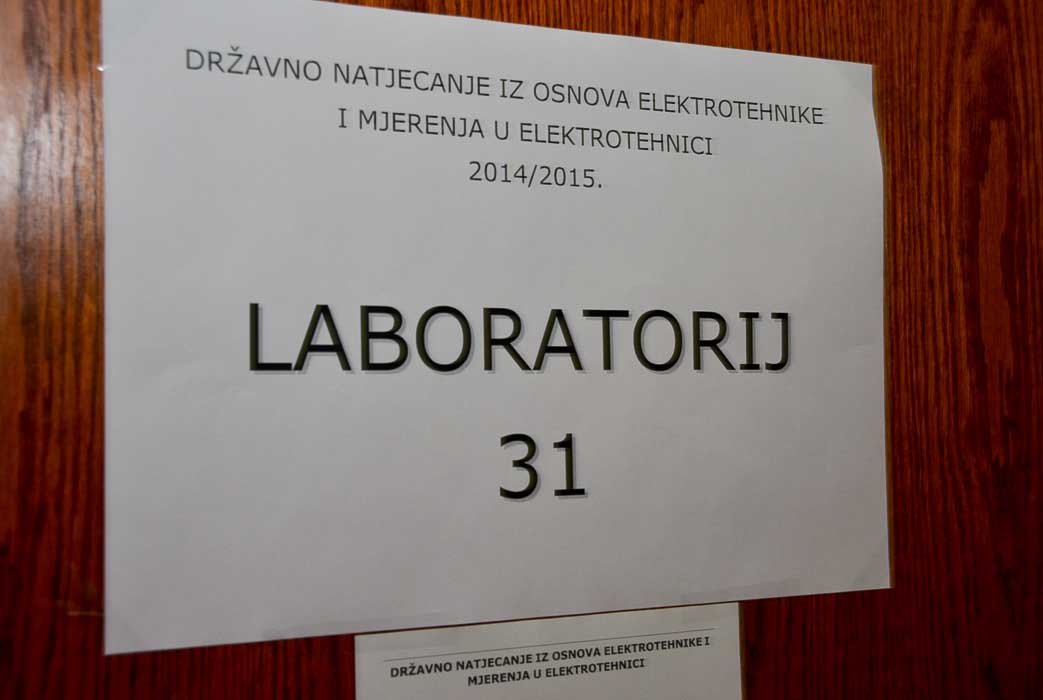 DRŽAVNO NATJECANJE IZ OSNOVA ELEKTROTEHNIKE
I MJERENJA U ELEKTROTEHNICI
2014/2015.
LABORATORIJ
31
DRŽAVNO NATJECANJE IZ OSNOVA ELEKTROTEHNIKE I
MJERENJA U ELEKTROTEHNICI